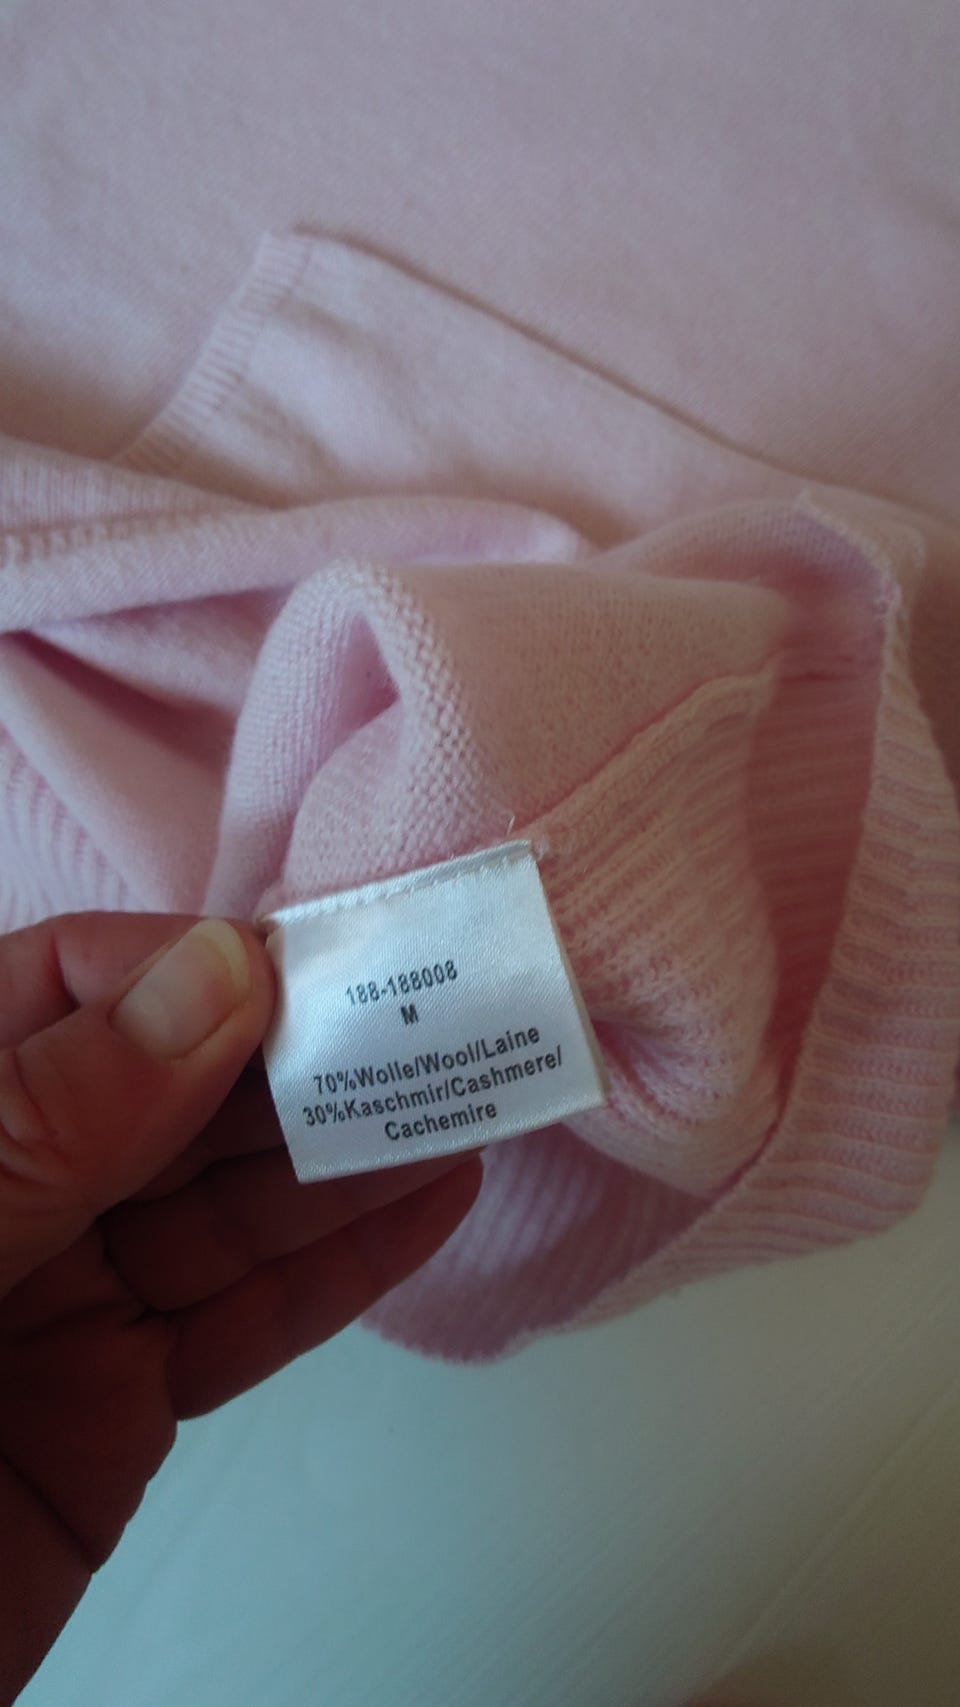 188-188008
M
70%Wolle/Wool/Laine
30%Kaschmir/Cashmere/
Cachemire